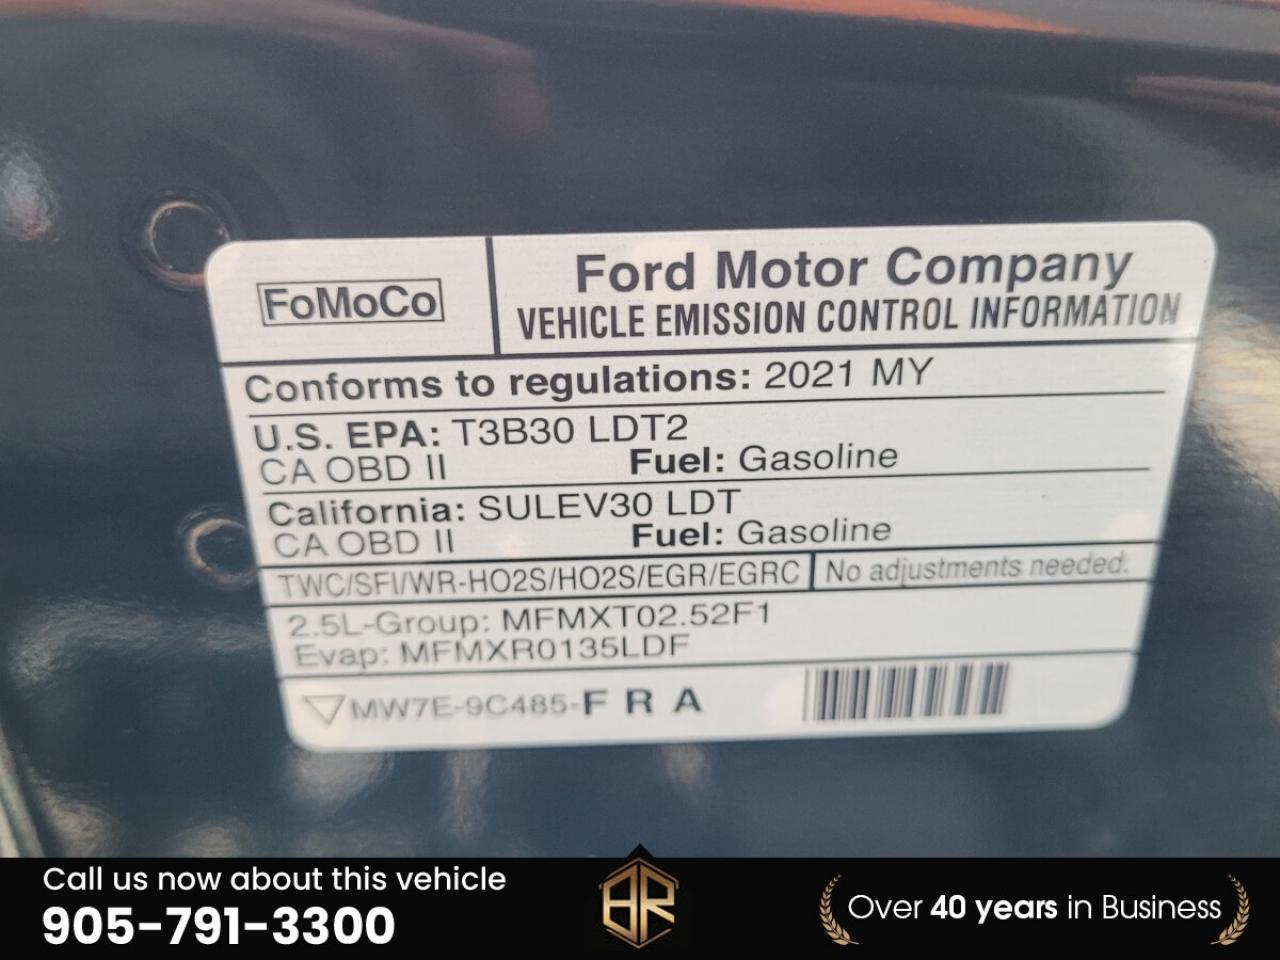 FoMoCo
Ford Motor Company
VEHICLE EMISSION CONTROL INFORMATION
Conforms to regulations: 2021 MY
U.S. EPA: T3B30 LDT2
CA OBD II Fuel: Gasoline
California: SULEV30 LDT
CA OBD II Fuel: Gasoline
TWC/SFI/WR-HO2S/HO2S/EGR/EGRC No adjustments needed.
2.5L-Group: MFMXT02.52F1
Evap: MFMXR0135LDF
MW7E-9C485-F R A
Call us now about this vehicle
905-791-3300
BR
Over 40 years in Business